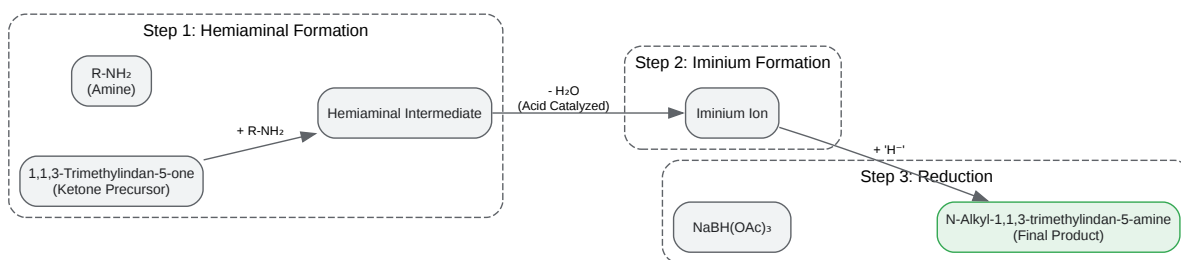 Step 1: Hemiaminal Formation
R-NH₂
(Amine)
+ R-NH₂
1,1,3-Trimethylindan-5-one
(Ketone Precursor)
Hemiaminal Intermediate
- H₂O
(Acid Catalyzed)
Step 2: Iminium Formation
Iminium Ion
+ 'H⁻'
Step 3: Reduction
NaBH(OAc)₃
N-Alkyl-1,1,3-trimethylindan-5-amine
(Final Product)